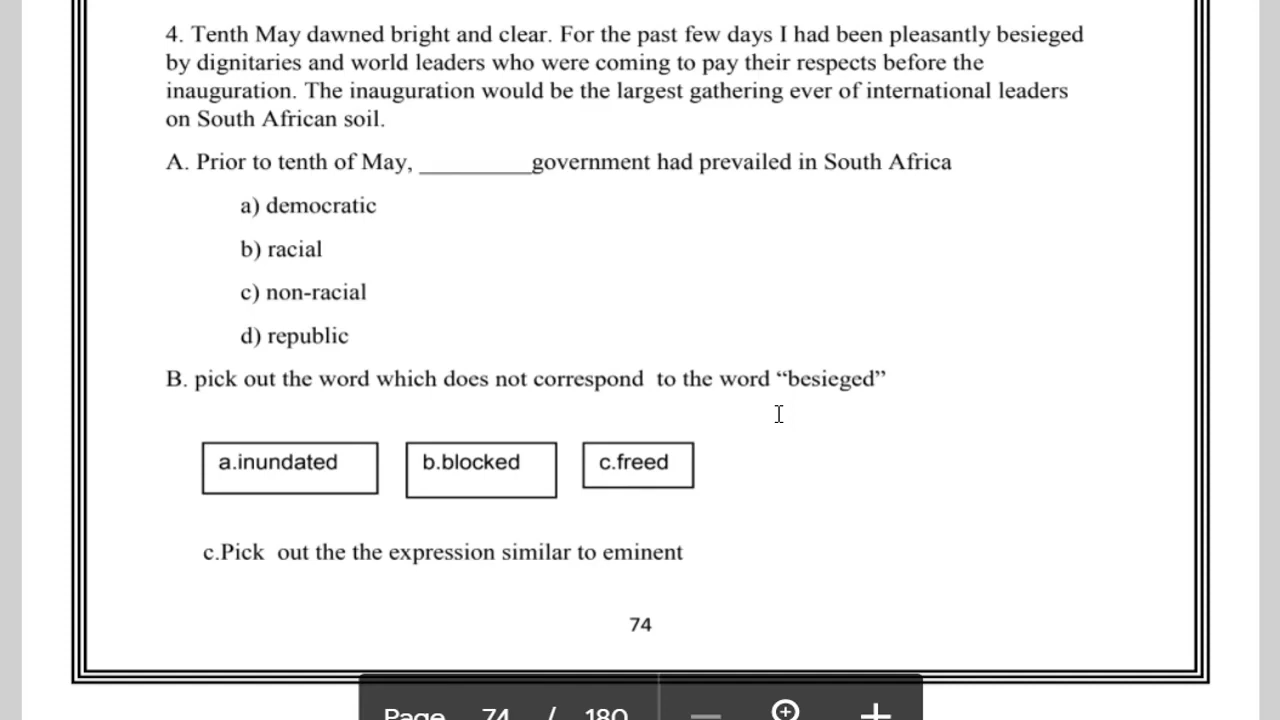 4. Tenth May dawned bright and clear. For the past few days I had been pleasantly besieged
by dignitaries and world leaders who were coming to pay their respects before the
inauguration. The inauguration would be the largest gathering ever of international leaders
on South African soil.
A. Prior to tenth of May, _________government had prevailed in South Africa
a) democratic
b) racial
c) non-racial
d) republic
B. pick out the word which does not correspond  to the word “besieged”
a.inundated b.blocked c.freed
c.Pick  out the the expression similar to eminent
74
Page 74 / 180